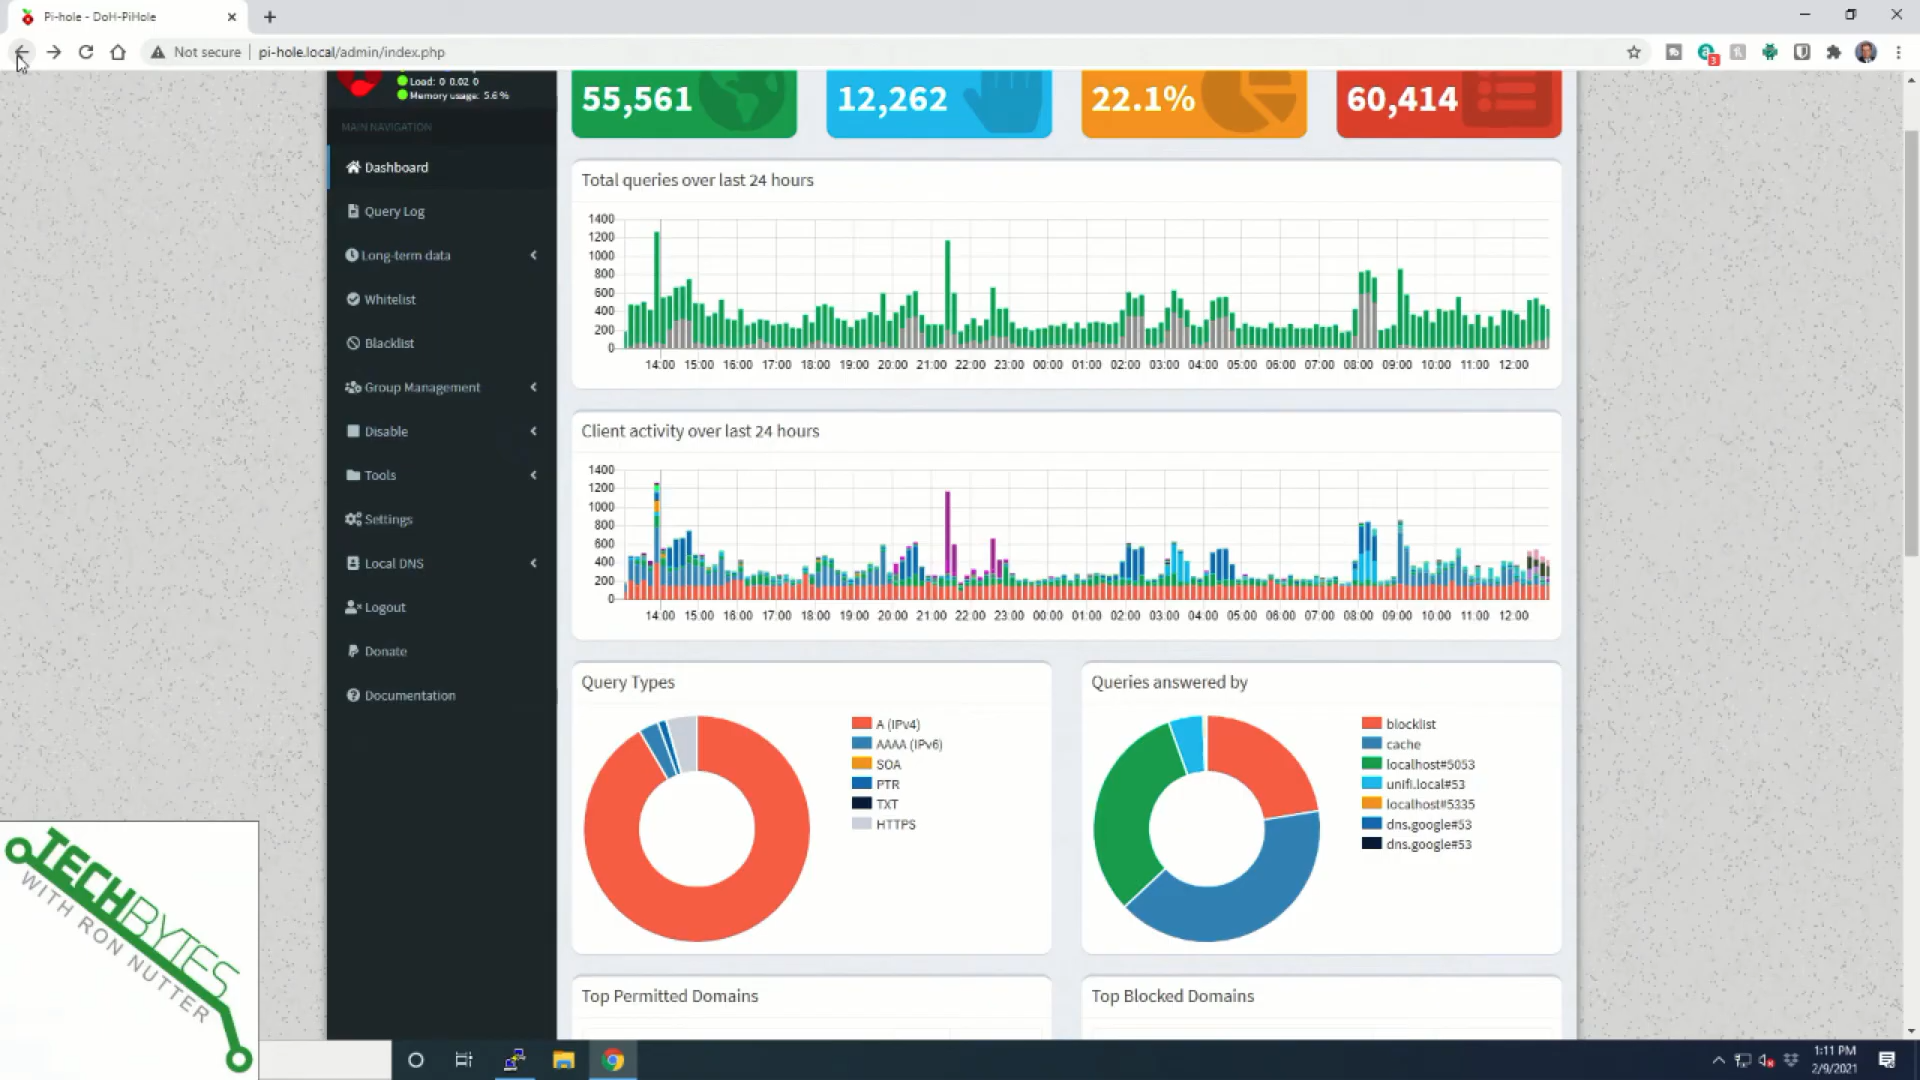 Pi-hole - DoH-PiHole
Not secure
pi-hole.local/admin/index.php
3
Load: 0 0.02 0
Memory usage: 5.6 %
MAIN NAVIGATION
Dashboard
Query Log
Long-term data
Whitelist
Blacklist
Group Management
Disable
Tools
Settings
Local DNS
Logout
Donate
Documentation
55,561
12,262
22.1%
60,414
Total queries over last 24 hours
1400
1200
1000
800
600
400
200
0
14:00 15:00 16:00 17:00 18:00 19:00 20:00 21:00 22:00 23:00 00:00 01:00 02:00 03:00 04:00 05:00 06:00 07:00 08:00 09:00 10:00 11:00 12:00
Client activity over last 24 hours
1400
1200
1000
800
600
400
200
0
14:00 15:00 16:00 17:00 18:00 19:00 20:00 21:00 22:00 23:00 00:00 01:00 02:00 03:00 04:00 05:00 06:00 07:00 08:00 09:00 10:00 11:00 12:00
Query Types
A (IPv4)
AAAA (IPv6)
SOA
PTR
TXT
HTTPS
Queries answered by
blocklist
cache
localhost#5053
unifi.local#53
localhost#5335
dns.google#53
dns.google#53
Top Permitted Domains
Top Blocked Domains
TECHBYTES
WITH RON NUTTER
1:11 PM
2/9/2021